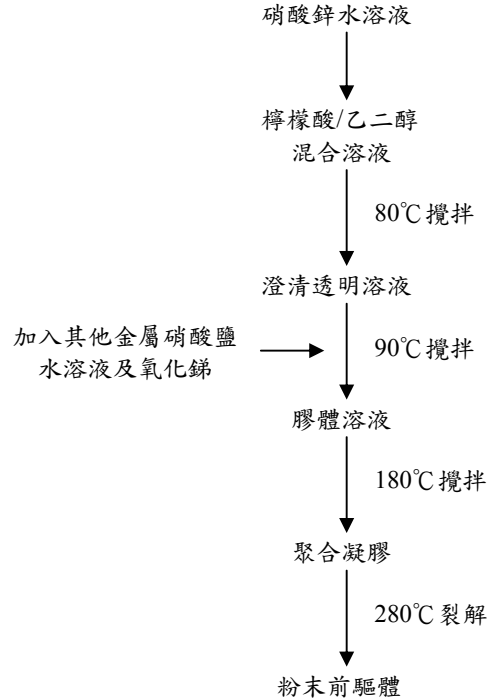 硝酸鋅水溶液
檸檬酸/乙二醇
混合溶液
80℃攪拌
澄清透明溶液
加入其他金屬硝酸鹽
水溶液及氧化銻
90℃攪拌
膠體溶液
180℃攪拌
聚合凝膠
280℃裂解
粉末前驅體